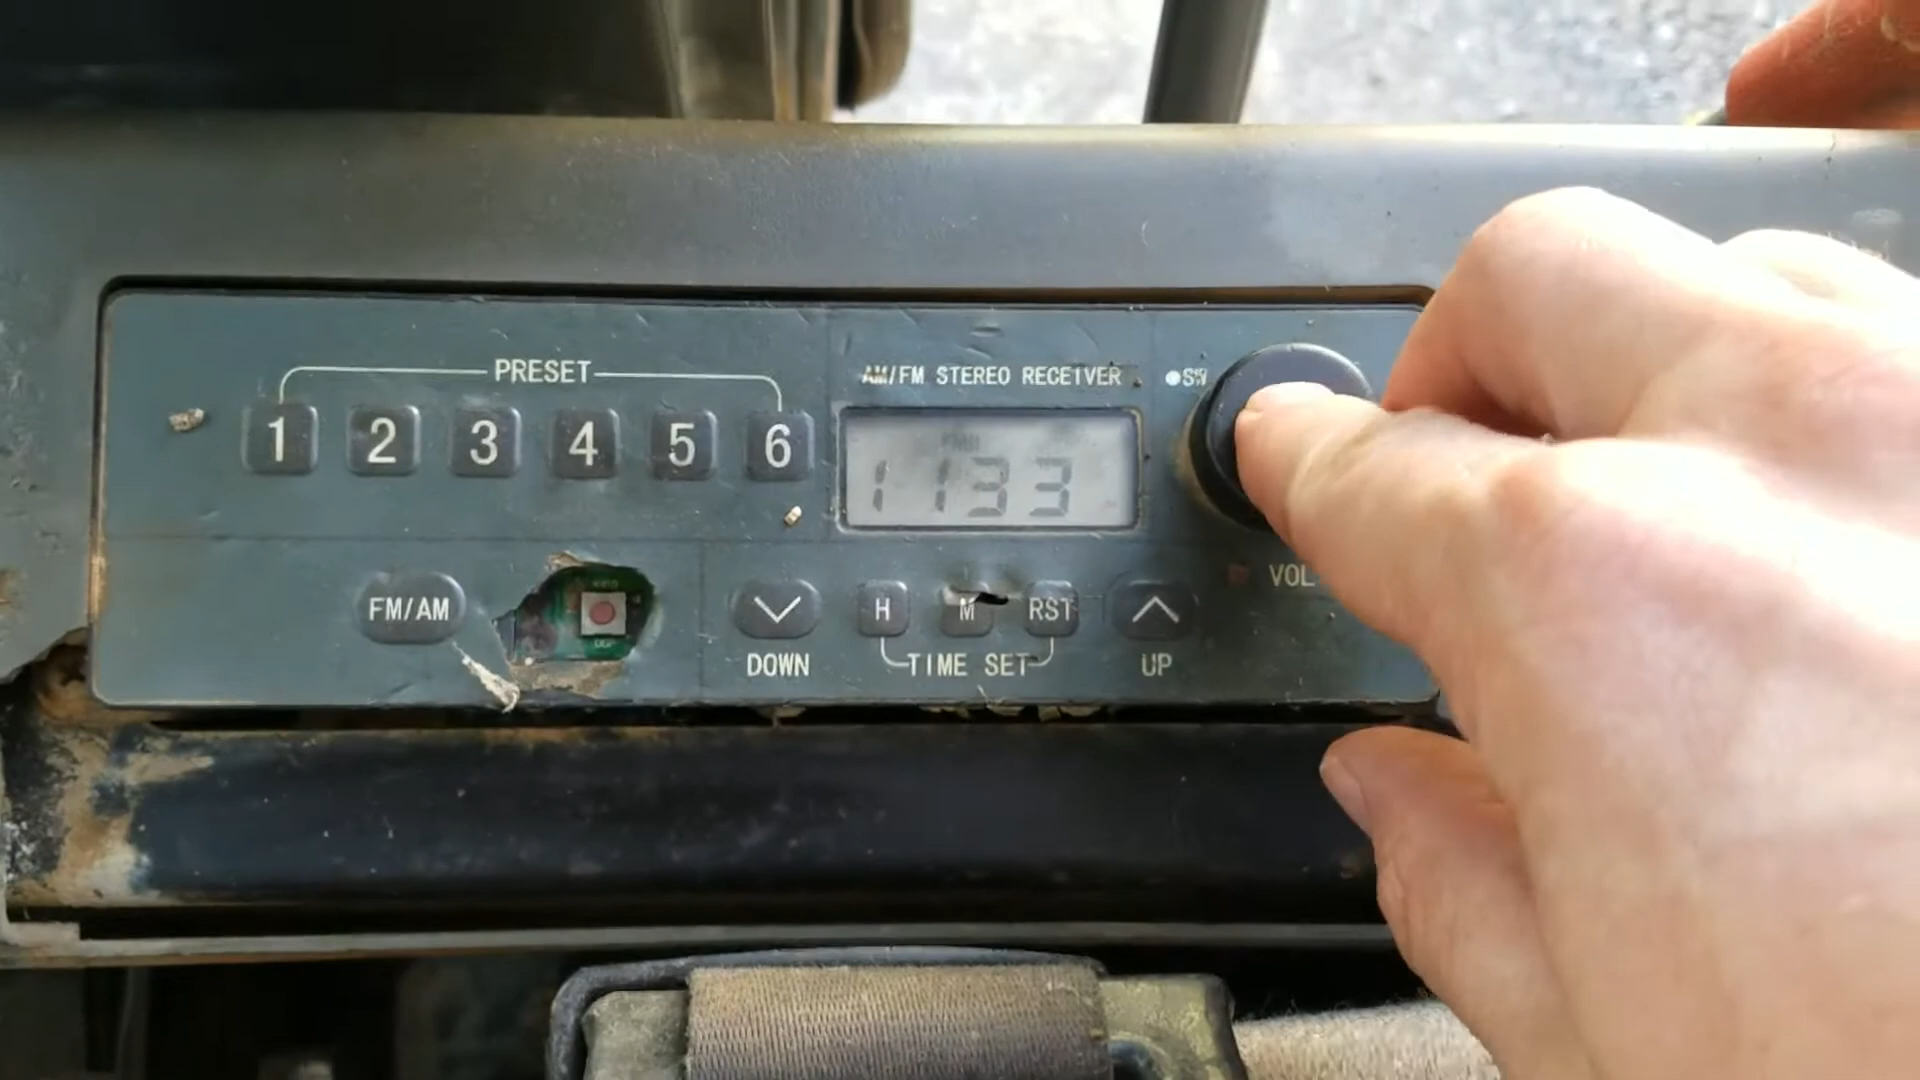 PRESET
1 2 3 4 5 6
AM/FM STEREO RECEIVER
SW
1133
VOL
FM/AM
H M RST
DOWN
TIME SET
UP